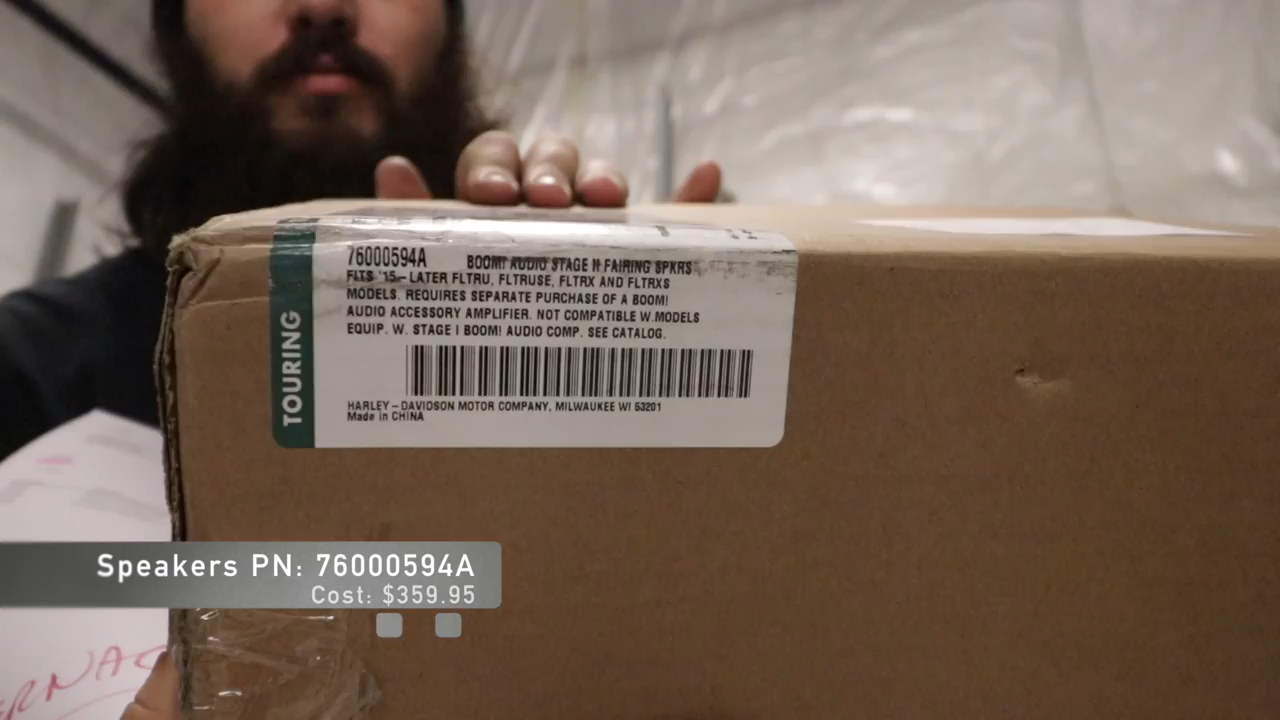 76000594A BOOM! AUDIO STAGE II FAIRING SPKRS
FITS '15- LATER FLTRU, FLTRUSE, FLTRX AND FLTRXS
MODELS. REQUIRES SEPARATE PURCHASE OF A BOOM!
AUDIO ACCESSORY AMPLIFIER. NOT COMPATIBLE W.MODELS
EQUIP. W. STAGE I BOOM! AUDIO COMP. SEE CATALOG.
TOURING
HARLEY-DAVIDSON MOTOR COMPANY, MILWAUKEE WI 53201
Made in CHINA
Speakers PN: 76000594A
Cost: $359.95